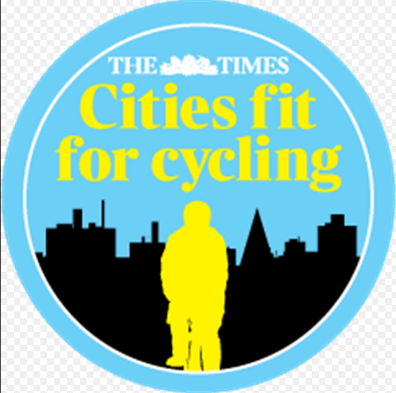 THE TIMES
Cities fit
for cycling